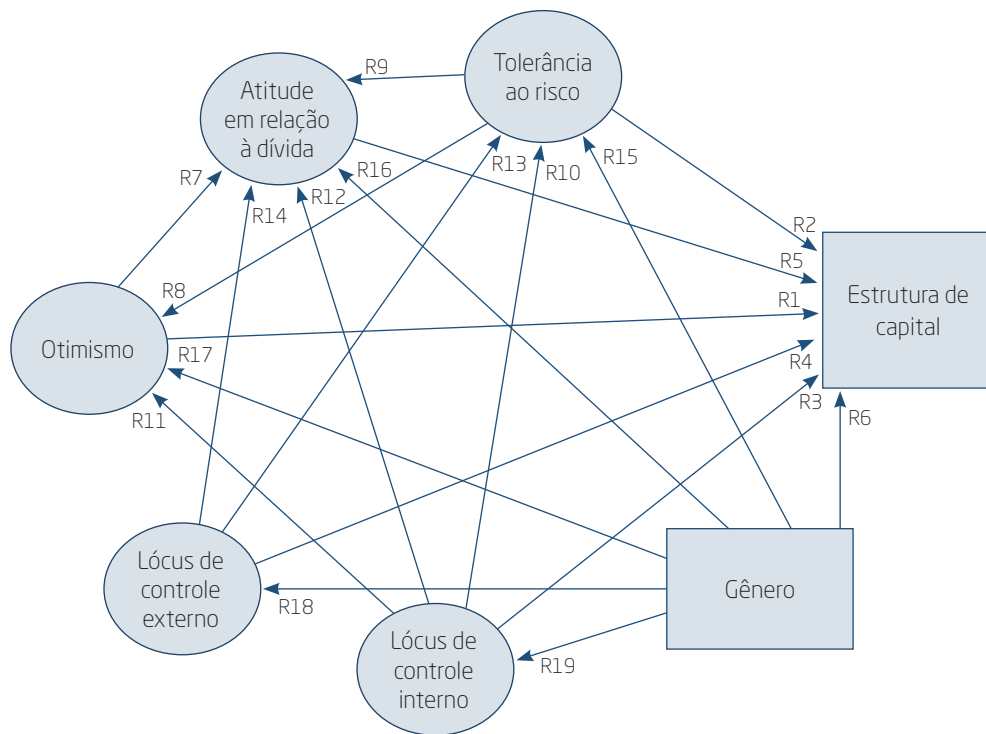 Tolerância
ao risco
R9
Atitude
em relação
à dívida
R13
R15
R16
R10
R7
R12
R14
R2
R5
R8
R1
Estrutura de
capital
Otimismo
R17
R4
R3
R11
R6
Lócus de
controle
externo
Gênero
R18
Lócus de
controle
interno
R19